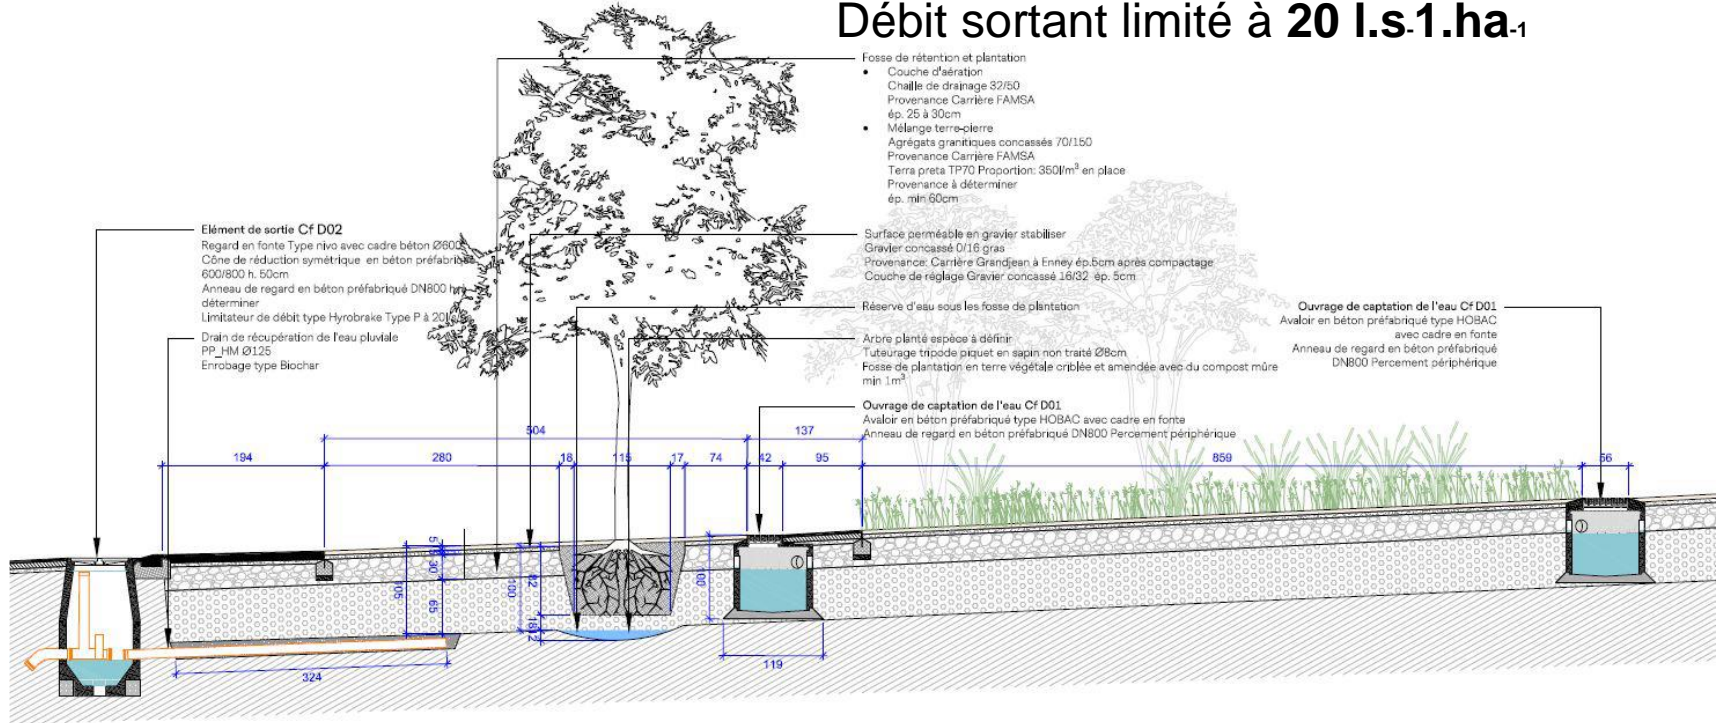 Débit sortant limité à 20 l.s-1.ha-1
Fosse de rétention et plantation
• Couche d'aération
Chaille de drainage 32/50
Provenance Carrière FAMSA
ép. 25 à 30cm
• Mélange terre-pierre
Agrégats granitiques concassés 70/150
Provenance Carrière FAMSA
Terra preta TP70 Proportion: 350l/m³ en place
Provenance à déterminer
ép. min 60cm
Elément de sortie Cf D02
Regard en fonte Type nivo avec cadre béton Ø600
Cône de réduction symétrique en béton préfabriqué
600/800 h. 50cm
Anneau de regard en béton préfabriqué DN800 h. à
déterminer
Limitateur de débit type Hyrobrake Type P à 20l/s/
Drain de récupération de l'eau pluviale
PP_HM Ø125
Enrobage type Biochar
Surface perméable en gravier stabiliser
Gravier concassé 0/16 gras
Provenance: Carrière Grandjean à Enney ép.5cm après compactage
Couche de réglage Gravier concassé 16/32 ép. 5cm
Réserve d'eau sous les fosse de plantation
Arbre planté espèce à définir
Tuteurage tripode piquet en sapin non traité Ø8cm
Fosse de plantation en terre végétale criblée et amendée avec du compost mûre
min 1m³
Ouvrage de captation de l'eau Cf D01
Avaloir en béton préfabriqué type HOBAC avec cadre en fonte
Anneau de regard en béton préfabriqué DN800 Percement périphérique
Ouvrage de captation de l'eau Cf D01
Avaloir en béton préfabriqué type HOBAC
avec cadre en fonte
Anneau de regard en béton préfabriqué
DN800 Percement périphérique
504 137
194 280 18 115 17 74 42 95 859 56
5
30
65
105
100
82
18
12
100
324
119